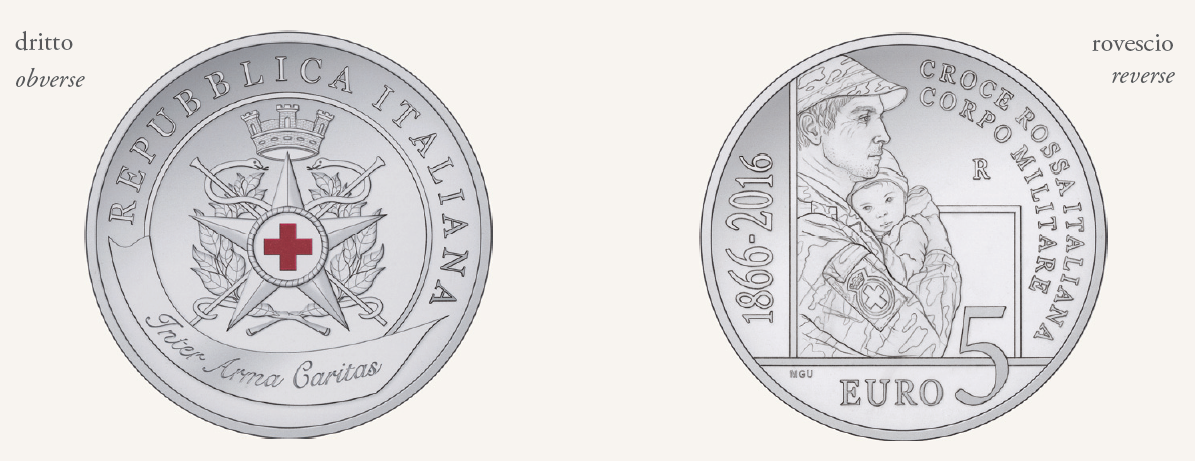 dritto
obverse
REPUBBLICA ITALIANA
Inter Arma Caritas
rovescio
reverse
CROCE ROSSA ITALIANA
CORPO MILITARE
R
1866-2016
MGU
EURO 5